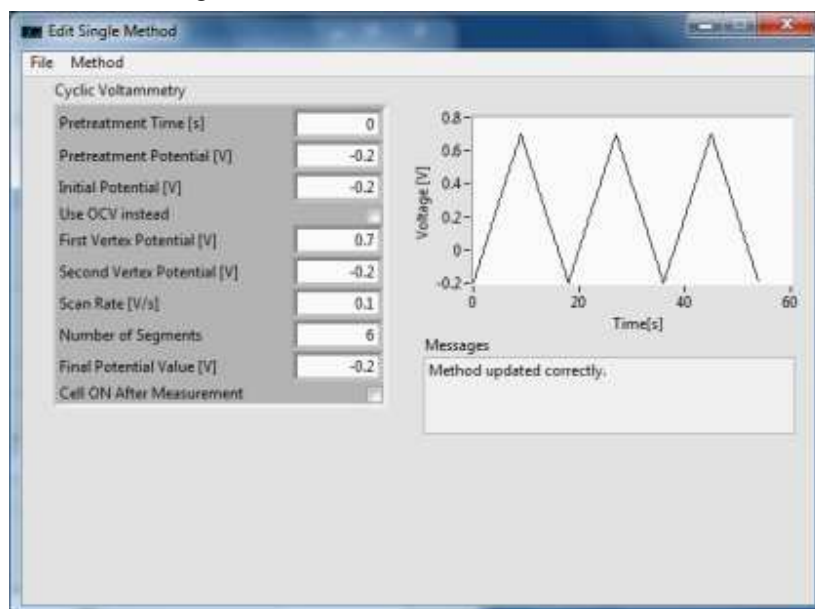 Edit Single Method
File Method
Cyclic Voltammetry
Pretreatment Time [s] 0
Pretreatment Potential [V] -0.2
Initial Potential [V] -0.2
Use OCV instead
First Vertex Potential [V] 0.7
Second Vertex Potential [V] -0.2
Scan Rate [V/s] 0.1
Number of Segments 6
Final Potential Value [V] -0.2
Cell ON After Measurement
Voltage [V]
0.8
0.6
0.4
0.2
0
-0.2
0 20 40 60
Time[s]
Messages
Method updated correctly.